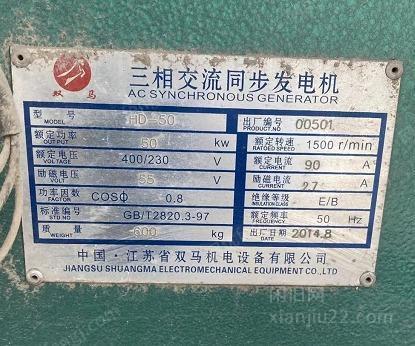 双马
三相交流同步发电机
AC SYNCHRONOUS GENERATOR
型号 MODEL HD-50 出厂编号 PRODUCT.NO 00501
额定功率 OUTPUT 50 kw 额定转速 RATOED SPEED 1500 r/min
额定电压 VOLTAGE 400/230 V 额定电流 CURRENT 90 A
励磁电压 VOLTAGE 55 V 励磁电流 CURRENT 2.7 A
功率因数 FACTOR COSΦ 0.8 绝缘等级 INSULATION CLASS E/B
标准编号 STD NO GB/T2820.3-97 额定频率 FREQUENCY 50 Hz
质量 WEIGHT 600 kg 出厂日期 DATE 2014.8
中国·江苏省双马机电设备有限公司
JIANGSU SHUANGMA ELECTROMECHANICAL EQUIPMENT CO.,LTD
闲旧网
xianjiu22.com